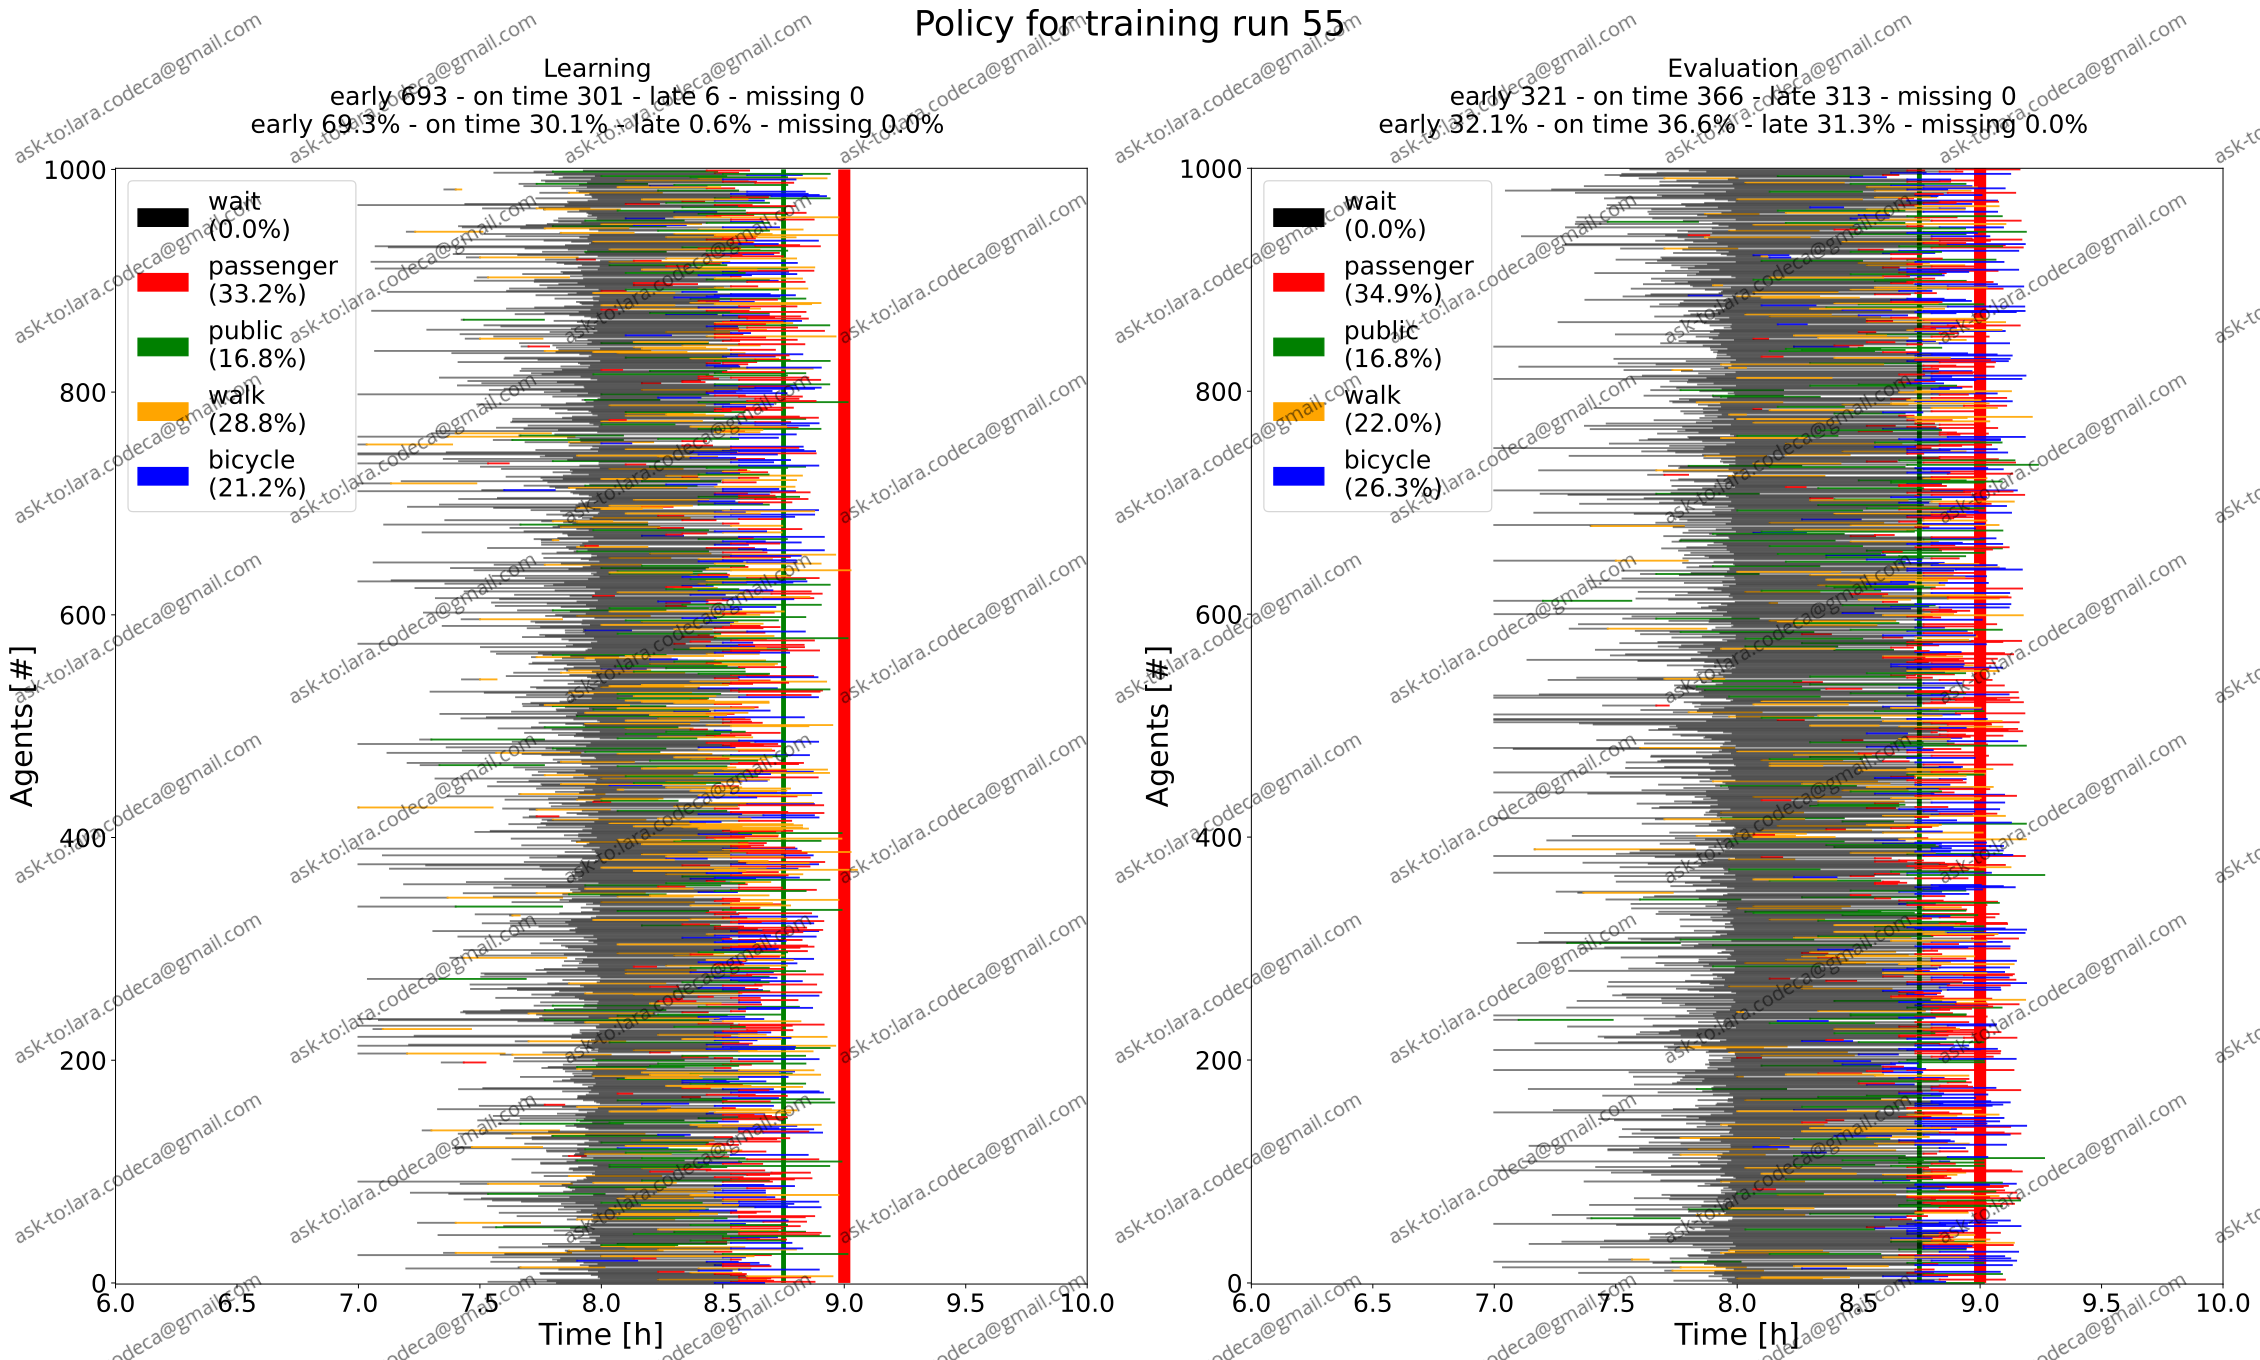 Policy for training run 55
Learning
early 693 - on time 301 - late 6 - missing 0
early 69.3% - on time 30.1% - late 0.6% - missing 0.0%
1000
800
600
400
200
0
Agents [#]
wait
(0.0%)
passenger
(33.2%)
public
(16.8%)
walk
(28.8%)
bicycle
(21.2%)
6.0 6.5 7.0 7.5 8.0 8.5 9.0 9.5 10.0
Time [h]
Evaluation
early 321 - on time 366 - late 313 - missing 0
early 32.1% - on time 36.6% - late 31.3% - missing 0.0%
1000
800
600
400
200
0
Agents [#]
wait
(0.0%)
passenger
(34.9%)
public
(16.8%)
walk
(22.0%)
bicycle
(26.3%)
6.0 6.5 7.0 7.5 8.0 8.5 9.0 9.5 10.0
Time [h]
ask-to:lara.codeca@gmail.com